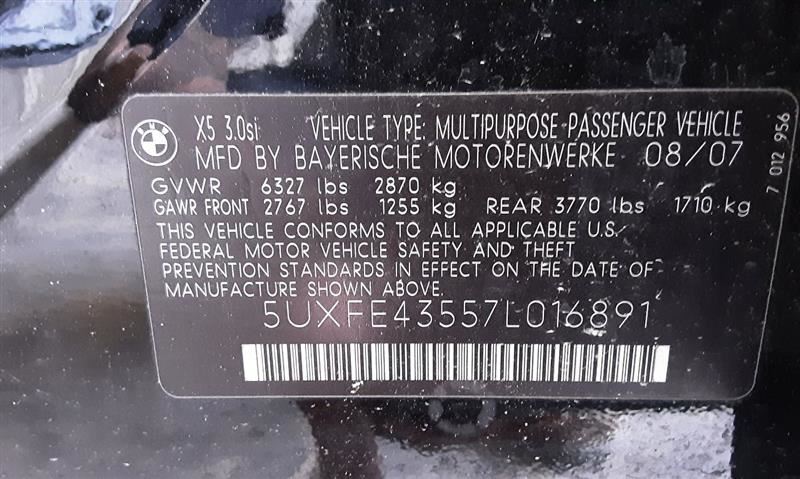 BMW
X5 3.0si VEHICLE TYPE: MULTIPURPOSE PASSENGER VEHICLE
MFD BY BAYERISCHE MOTORENWERKE 08/07
GVWR 6327 lbs 2870 kg
GAWR FRONT 2767 lbs 1255 kg REAR 3770 lbs 1710 kg
THIS VEHICLE CONFORMS TO ALL APPLICABLE U.S.
FEDERAL MOTOR VEHICLE SAFETY AND THEFT
PREVENTION STANDARDS IN EFFECT ON THE DATE OF
MANUFACTURE SHOWN ABOVE.
5UXFE43557L016891
7 012 956